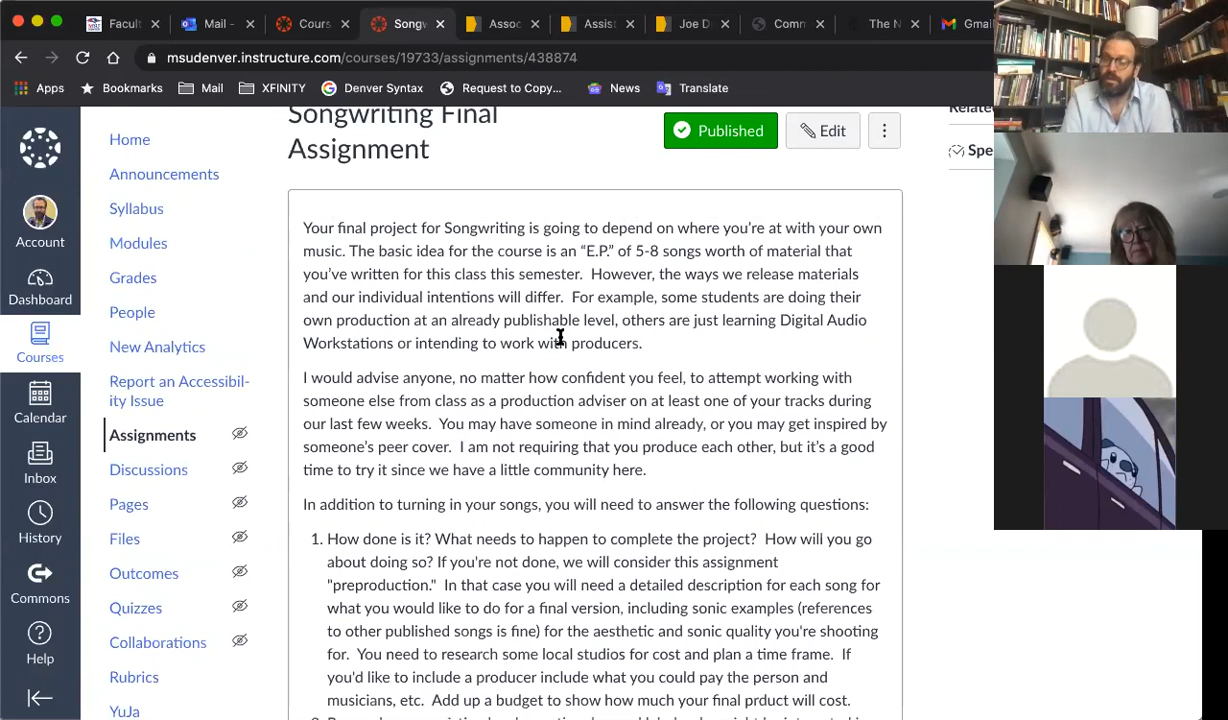 Facult
Mail -
Cours
Songw
Assoc
Assist
Joe D
Comm
The N
Gmai
msudenver.instructure.com/courses/19733/assignments/438874
Apps
Bookmarks
Mail
XFINITY
Denver Syntax
Request to Copy...
News
Translate
Account
Dashboard
Courses
Calendar
Inbox
History
Commons
Help
Home
Announcements
Syllabus
Modules
Grades
People
New Analytics
Report an Accessibil-
ity Issue
Assignments
Discussions
Pages
Files
Outcomes
Quizzes
Collaborations
Rubrics
YuJa
Songwriting Final
Assignment
Published
Edit
Spe
Your final project for Songwriting is going to depend on where you're at with your own
music. The basic idea for the course is an “E.P.” of 5-8 songs worth of material that
you’ve written for this class this semester.  However, the ways we release materials
and our individual intentions will differ.  For example, some students are doing their
own production at an already publishable level, others are just learning Digital Audio
Workstations or intending to work with producers.
I would advise anyone, no matter how confident you feel, to attempt working with
someone else from class as a production adviser on at least one of your tracks during
our last few weeks.  You may have someone in mind already, or you may get inspired by
someone’s peer cover.  I am not requiring that you produce each other, but it’s a good
time to try it since we have a little community here.
In addition to turning in your songs, you will need to answer the following questions:
1. How done is it? What needs to happen to complete the project?  How will you go
about doing so? If you're not done, we will consider this assignment
"preproduction."  In that case you will need a detailed description for each song for
what you would like to do for a final version, including sonic examples (references
to other published songs is fine) for the aesthetic and sonic quality you're shooting
for.  You need to research some local studios for cost and plan a time frame.  If
you'd like to include a producer include what you could pay the person and
musicians, etc.  Add up a budget to show how much your final prduct will cost.